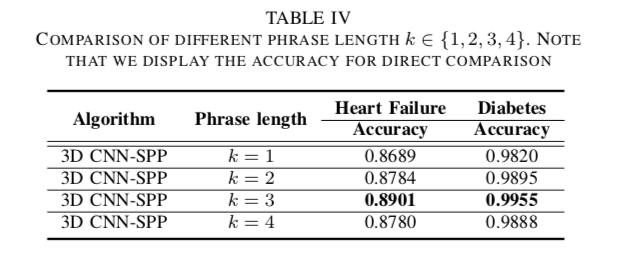 TABLE IV
COMPARISON OF DIFFERENT PHRASE LENGTH k ∈ {1, 2, 3, 4}. NOTE
THAT WE DISPLAY THE ACCURACY FOR DIRECT COMPARISON
Algorithm Phrase length Heart Failure Diabetes
Accuracy Accuracy
3D CNN-SPP k = 1 0.8689 0.9820
3D CNN-SPP k = 2 0.8784 0.9895
3D CNN-SPP k = 3 0.8901 0.9955
3D CNN-SPP k = 4 0.8780 0.9888